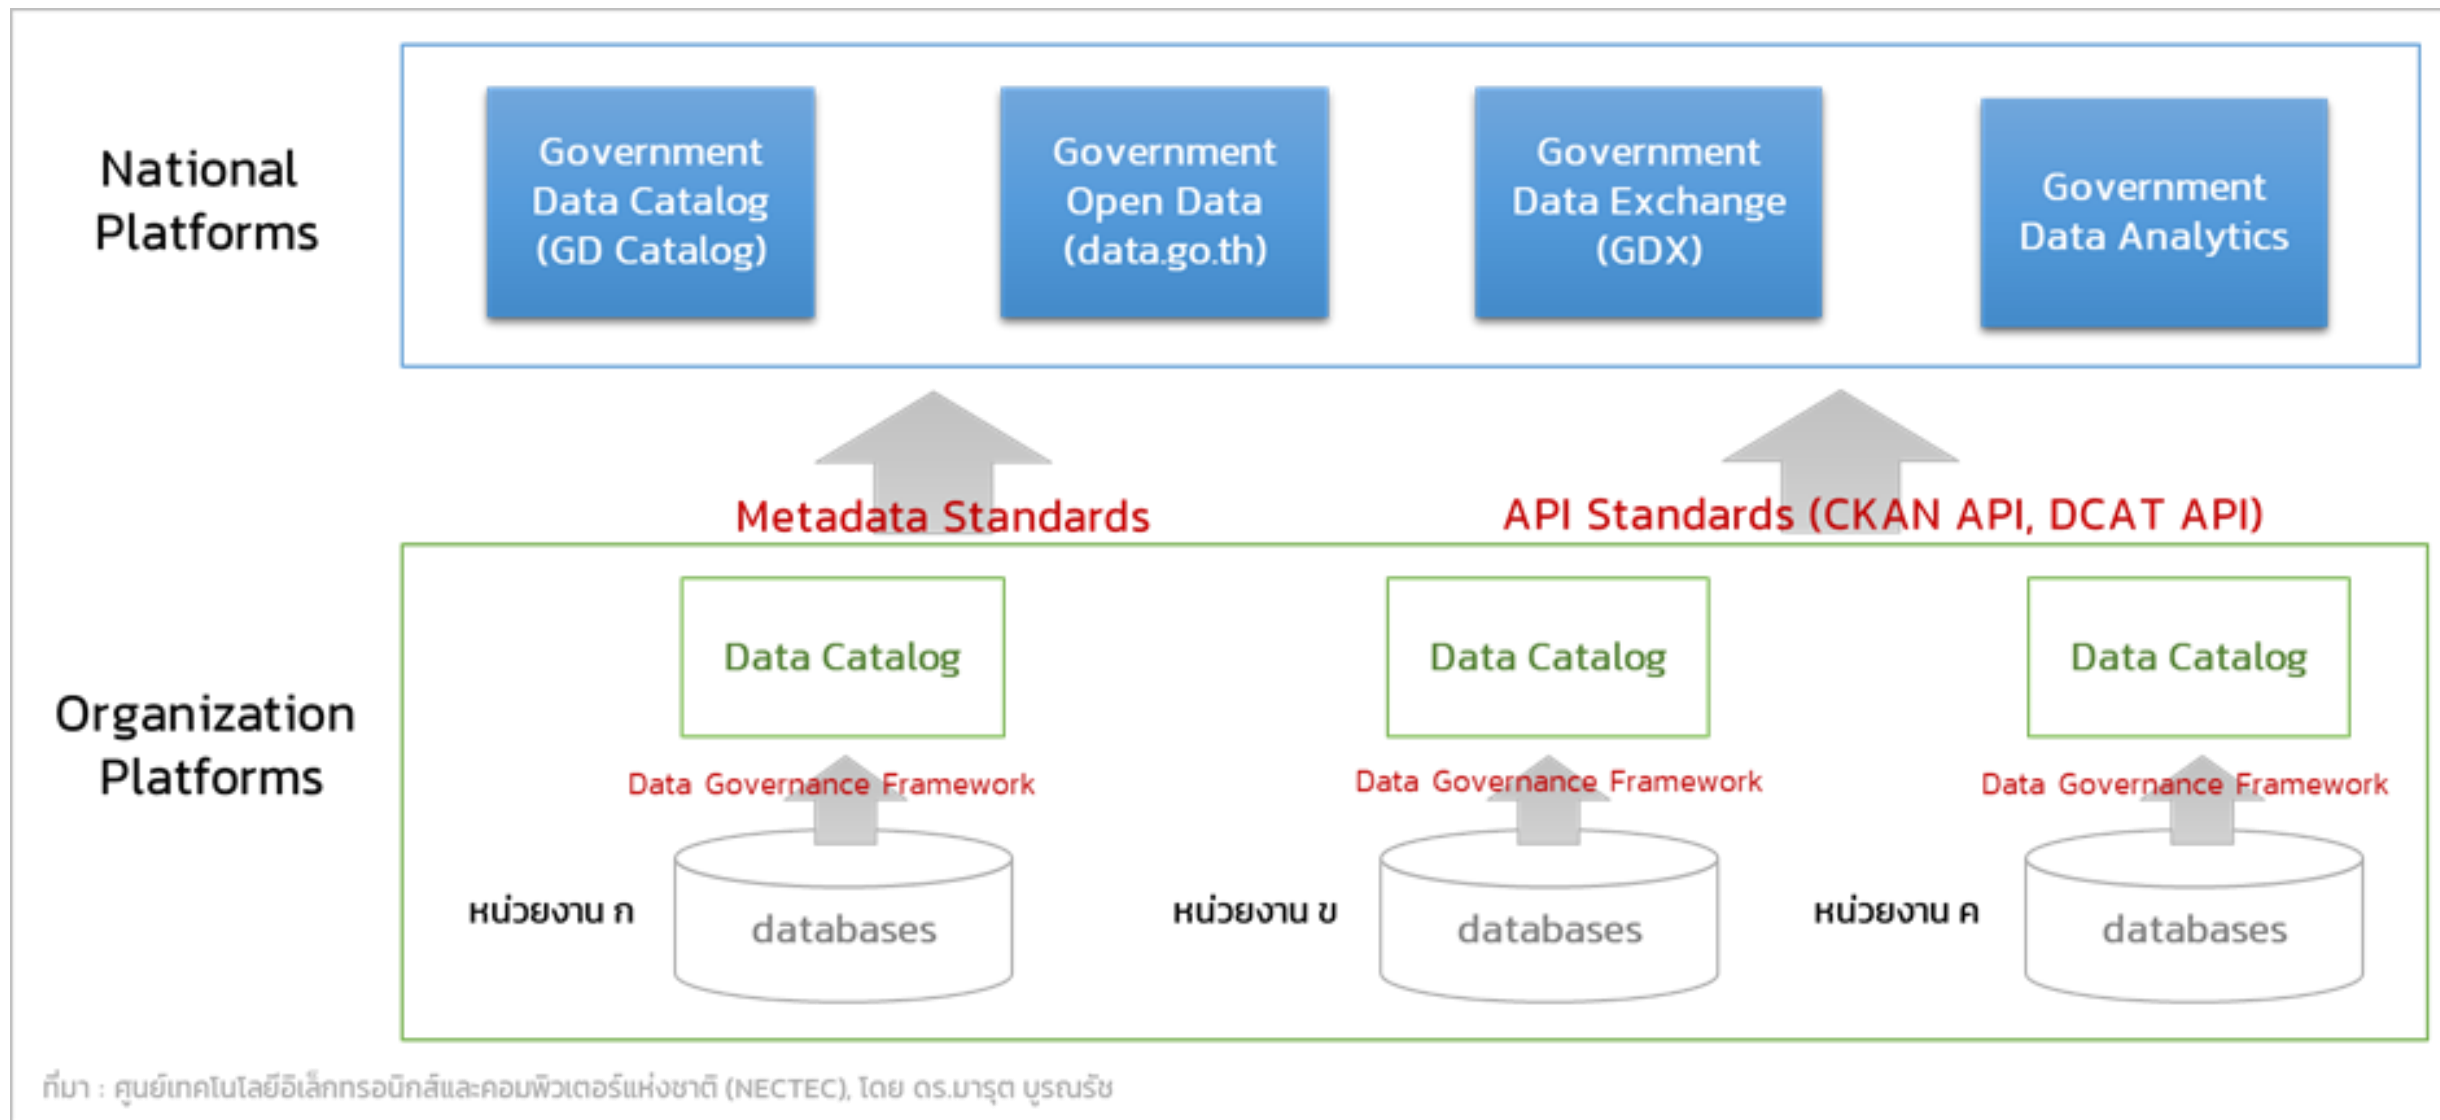 National
Platforms
Government
Data Catalog
(GD Catalog)
Government
Open Data
(data.go.th)
Government
Data Exchange
(GDX)
Government
Data Analytics
Metadata Standards
API Standards (CKAN API, DCAT API)
Organization
Platforms
Data Catalog
Data Catalog
Data Catalog
Data Governance Framework
Data Governance Framework
Data Governance Framework
หน่วยงาน ก
databases
หน่วยงาน ข
databases
หน่วยงาน ค
databases
ที่มา : ศูนย์เทคโนโลยีอิเล็กทรอนิกส์และคอมพิวเตอร์แห่งชาติ (NECTEC), โดย ดร.มารุต บูรณรัช